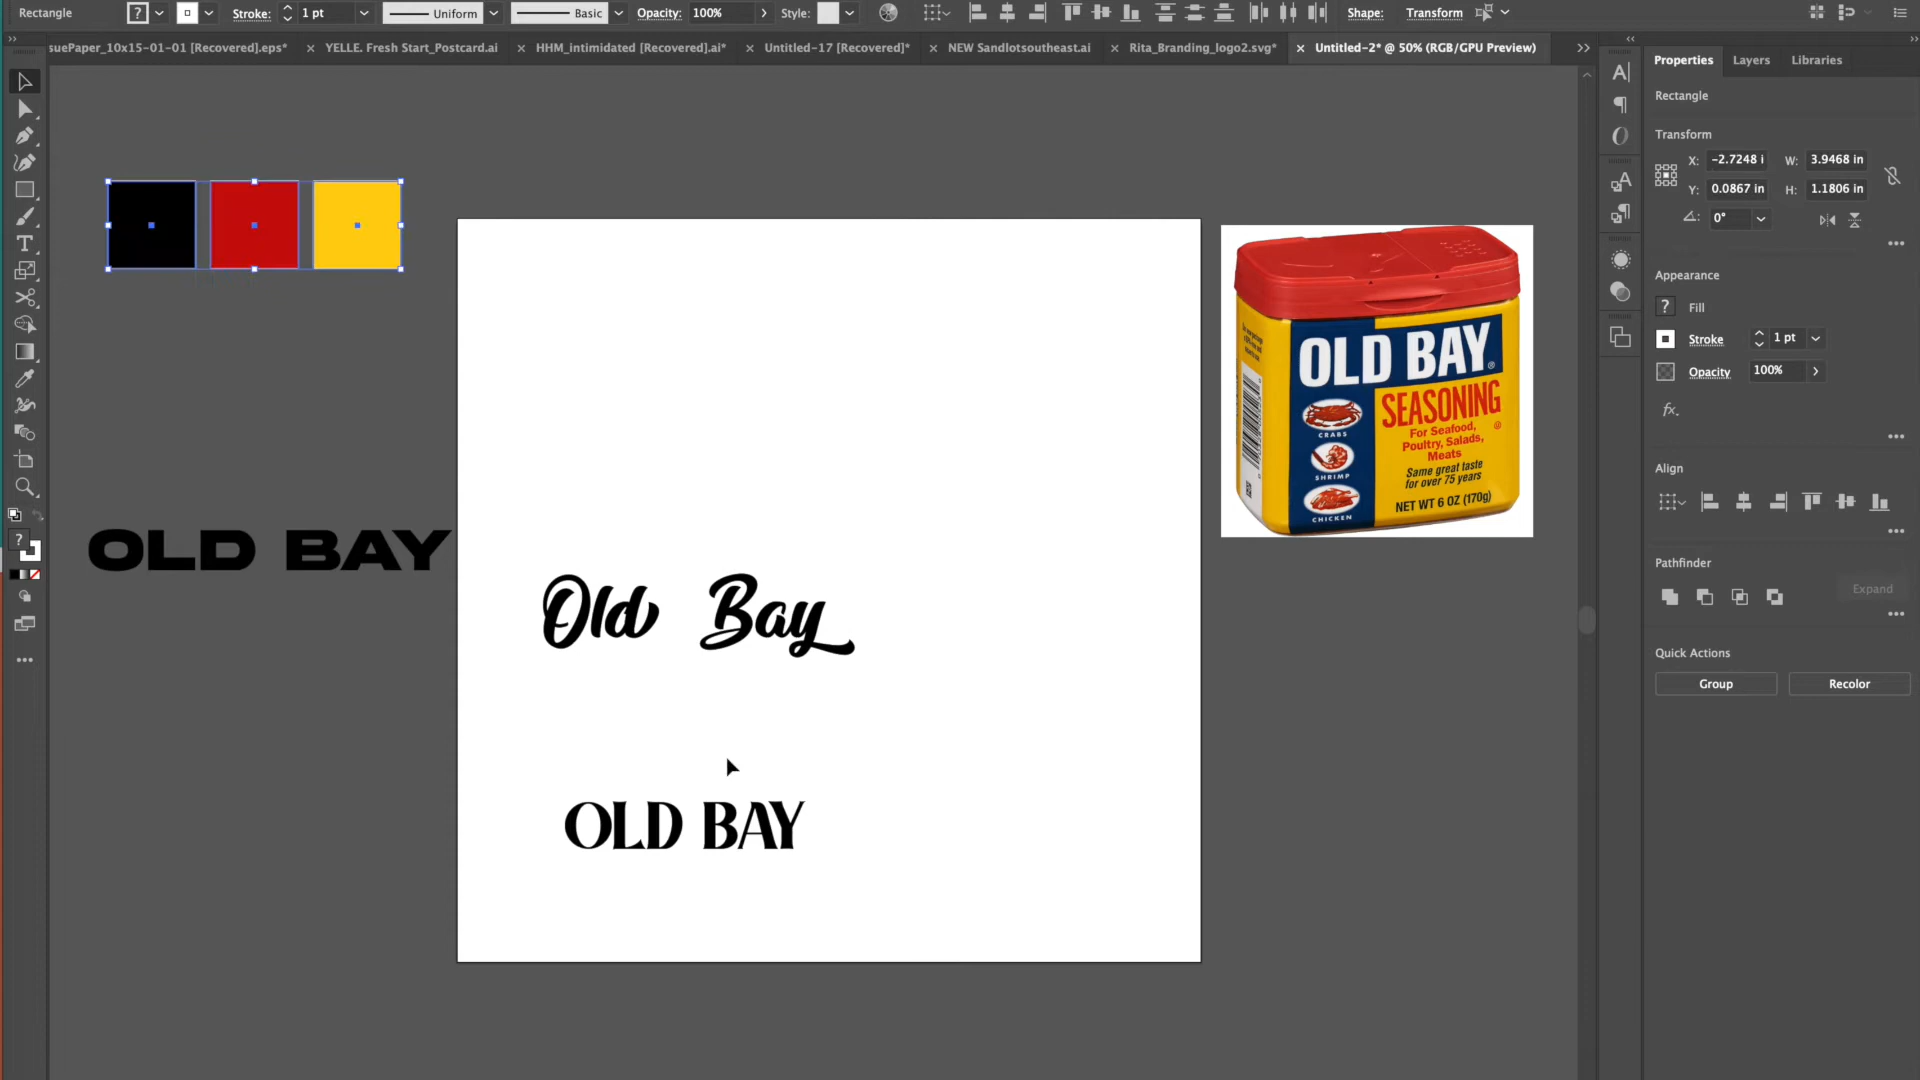 Rectangle
?
Stroke:
1 pt
Uniform
Basic
Opacity:
100%
Style:
Shape:
Transform
suePaper_10x15-01-01 [Recovered].eps*
YELLE. Fresh Start_Postcard.ai
HHM_intimidated [Recovered].ai*
Untitled-17 [Recovered]*
NEW Sandlotsoutheast.ai
Rita_Branding_logo2.svg*
Untitled-2* @ 50% (RGB/GPU Preview)
Properties
Layers
Libraries
Rectangle
Transform
X:
-2.7248 i
W:
3.9468 in
Y:
0.0867 in
H:
1.1806 in
0°
Appearance
?
Fill
Stroke
1 pt
Opacity
100%
fx.
Align
Pathfinder
Expand
Quick Actions
Group
Recolor
?
OLD BAY
Old Bay
OLD BAY
OLD BAY®
SEASONING
For Seafood,
Poultry, Salads,
Meats
Same great taste
for over 75 years
NET WT 6 OZ (170g)
CRABS
SHRIMP
CHICKEN